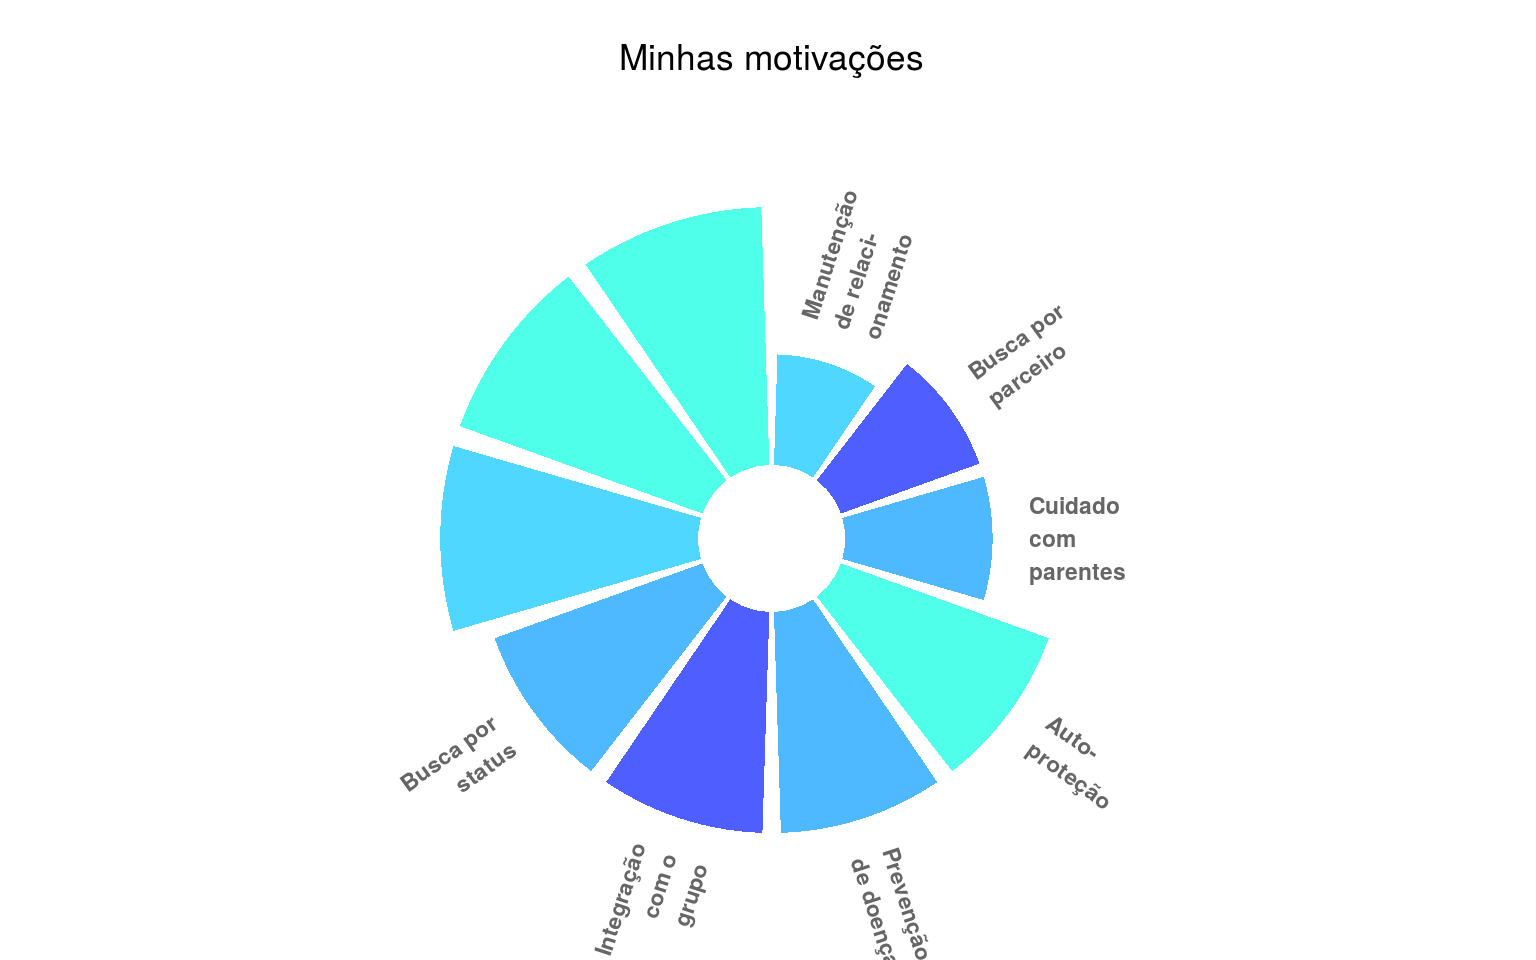 Minhas motivações
Manutenção
de relaci-
onamento
Busca por
parceiro
Cuidado
com
parentes
Auto-
proteção
Prevenção
de doença
Integração
com o
grupo
Busca por
status